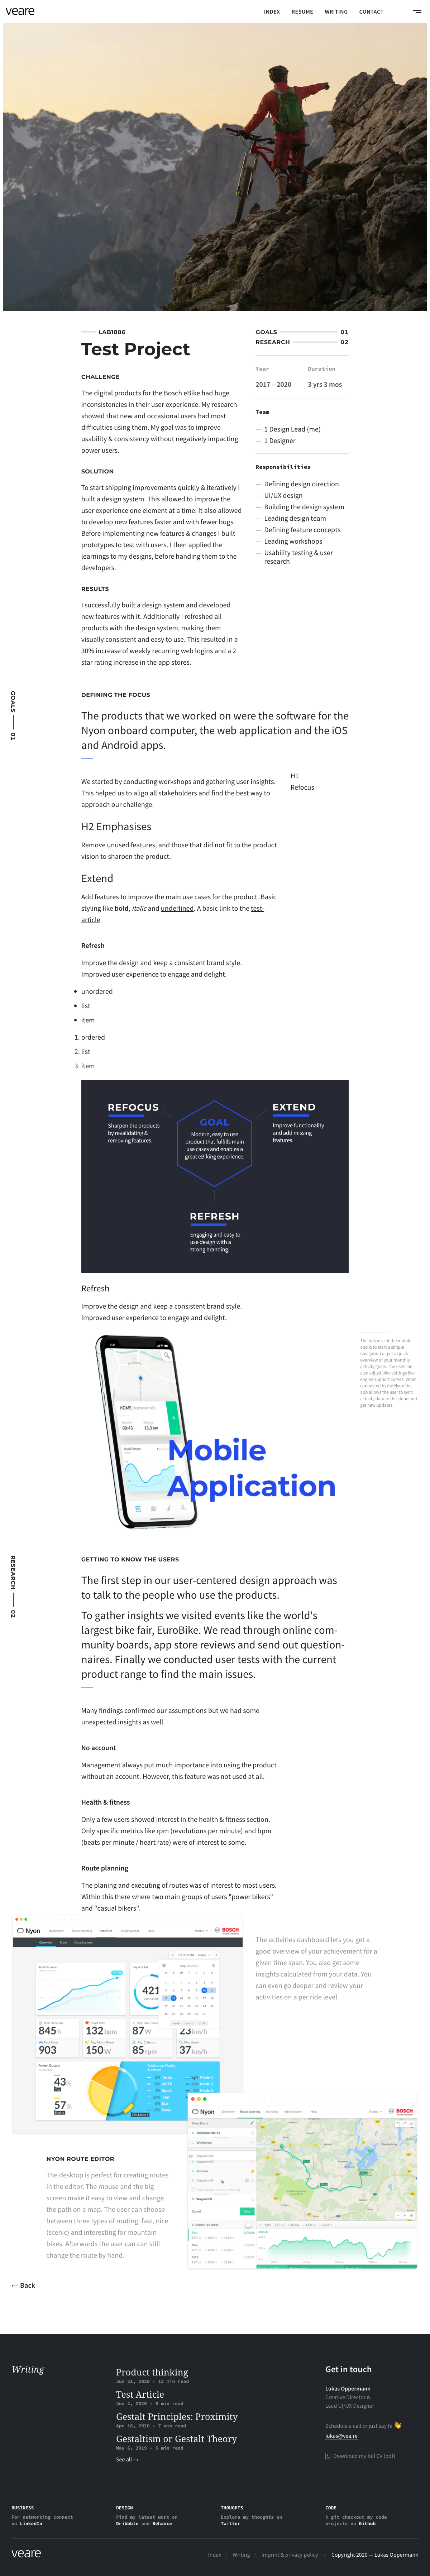 veare
INDEX RESUME WRITING CONTACT
LAB1886
Test Project
CHALLENGE
The digital products for the Bosch eBike had huge
inconsistencies in their user experience. My research
showed that new and occasional users had most
difficulties using them. My goal was to improve
usability & consistency without negatively impacting
power users.
SOLUTION
To start shipping improvements quickly & iteratively I
built a design system. This allowed to improve the
user experience one element at a time. It also allowed
to develop new features faster and with fewer bugs.
Before implementing new features & changes I built
prototypes to test with users. I then applied the
learnings to my designs, before handing them to the
developers.
RESULTS
I successfully built a design system and developed
new features with it. Additionally I refreshed all
products with the design system, making them
visually consistent and easy to use. This resulted in a
30% increase of weekly recurring web logins and a 2
star rating increase in the app stores.
GOALS 01
RESEARCH 02
Year Duration
2017 – 2020 3 yrs 3 mos
Team
— 1 Design Lead (me)
— 1 Designer
Responsibilities
— Defining design direction
— UI/UX design
— Building the design system
— Leading design team
— Defining feature concepts
— Leading workshops
— Usability testing & user
research
GOALS 01
DEFINING THE FOCUS
The products that we worked on were the software for the
Nyon onboard computer, the web application and the iOS
and Android apps.
We started by conducting workshops and gathering user insights.
This helped us to align all stakeholders and find the best way to
approach our challenge.
H1
Refocus
H2 Emphasises
Remove unused features, and those that did not fit to the product
vision to sharpen the product.
Extend
Add features to improve the main use cases for the product. Basic
styling like bold, italic and underlined. A basic link to the test-
article.
Refresh
Improve the design and keep a consistent brand style.
Improved user experience to engage and delight.
• unordered
• list
• item
1. ordered
2. list
3. item
REFOCUS
Sharpen the products
by revalidating &
removing features.
GOAL
Modern, easy to use
product that fulfills main
use cases and enables a
great eBiking experience.
EXTEND
Improve functionality
and add missing
features.
REFRESH
Engaging and easy to
use design with a
strong branding.
Refresh
Improve the design and keep a consistent brand style.
Improved user experience to engage and delight.
The purpose of the mobile
app is to start a simple
navigation or get a quick
overview of your monthly
activity goals. The user can
also adjust bike settings like
engine support curves. When
connected to the Nyon the
app allows the user to sync
activity data to the cloud and
get new updates.
Mobile
Application
RESEARCH 02
GETTING TO KNOW THE USERS
The first step in our user-centered design approach was
to talk to the people who use the products.
To gather insights we visited events like the world's
largest bike fair, EuroBike. We read through online com-
munity boards, app store reviews and send out question-
naires. Finally we conducted user tests with the current
product range to find the main issues.
Many findings confirmed our assumptions but we had some
unexpected insights as well.
No account
Management always put much importance into using the product
without an account. However, this feature was not used at all.
Health & fitness
Only a few users showed interest in the health & fitness section.
Only specific metrics like rpm (revolutions per minute) and bpm
(beats per minute / heart rate) were of interest to some.
Route planning
The planing and executing of routes was of interest to most users.
Within this there where two main groups of users "power bikers"
and "casual bikers".
Nyon
BOSCH
421
845h 132bpm 87W 23km/h
903 150W 85rpm 37km/h
43%
57%
The activities dashboard lets you get a
good overview of your achievement for a
given time span. You also get some
insights calculated from your data. You
can even go deeper and review your
activities on a per ride level.
Nyon
BOSCH
NYON ROUTE EDITOR
The desktop is perfect for creating routes
in the editor. The mouse and the big
screen make it easy to view and change
the path on a map. The user can choose
between three types of routing: fast, nice
(scenic) and interesting for mountain
bikes. Afterwards the user can can still
change the route by hand.
← Back
Writing
Product thinking
Jun 21, 2020 · 12 min read
Test Article
Jun 2, 2020 · 5 min read
Gestalt Principles: Proximity
Apr 16, 2020 · 7 min read
Gestaltism or Gestalt Theory
May 6, 2019 · 5 min read
See all →
Get in touch
Lukas Oppermann
Creative Director &
Lead UI/UX Designer
Schedule a call or just say hi 👋
lukas@vea.re
Download my full CV (pdf)
BUSINESS
For networking connect
on LinkedIn
DESIGN
Find my latest work on
Dribbble and Behance
THOUGHTS
Explore my thoughts on
Twitter
CODE
$ git checkout my code
projects on Github
veare
Index / Writing / Imprint & privacy policy – Copyright 2020 — Lukas Oppermann